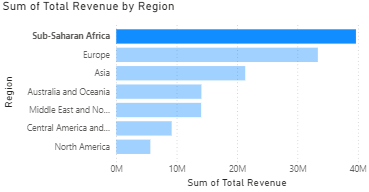 Sum of Total Revenue by Region
Region
Sub-Saharan Africa
Europe
Asia
Australia and Oceania
Middle East and No...
Central America and...
North America
0M 10M 20M 30M 40M
Sum of Total Revenue